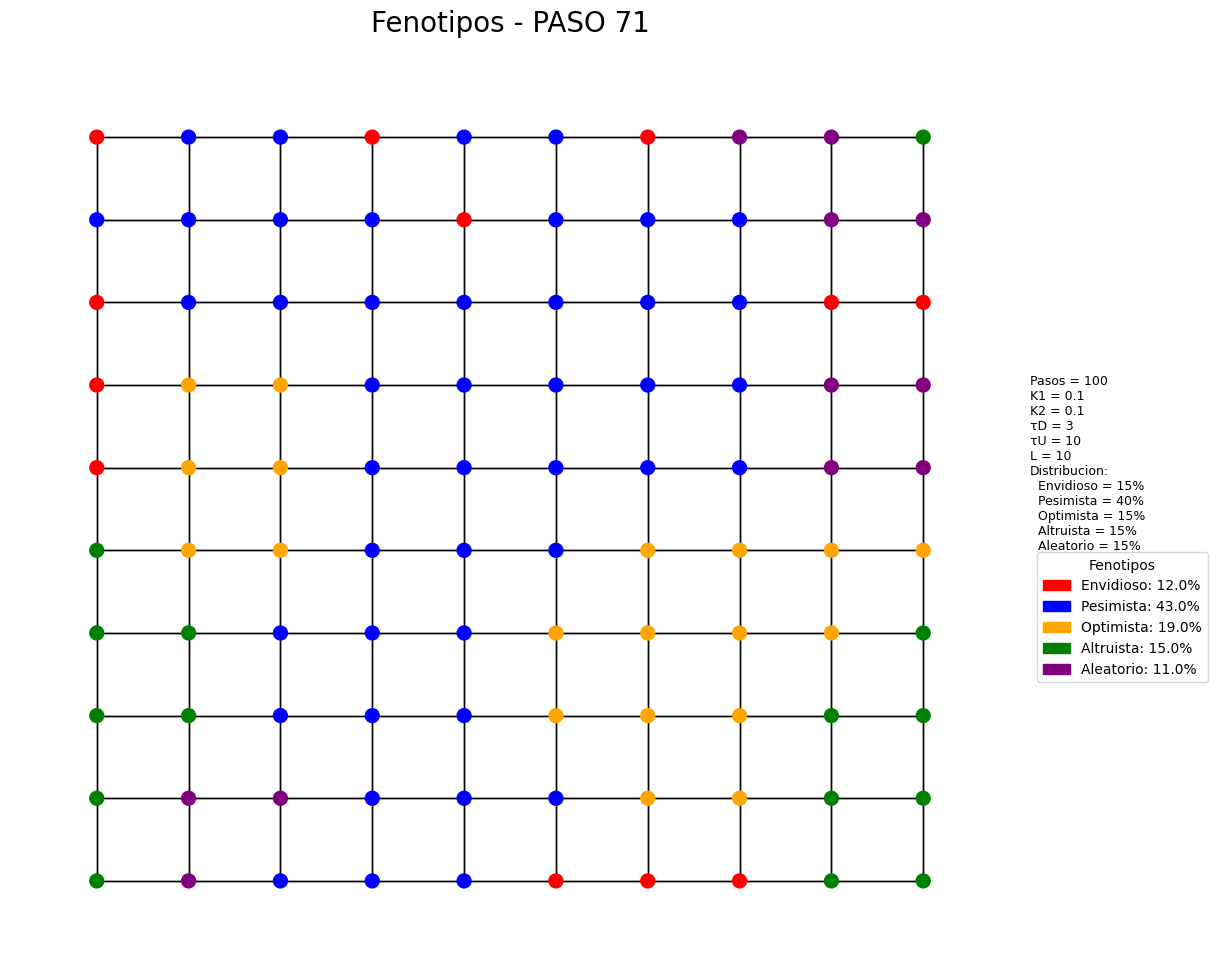 Fenotipos - PASO 71
Pasos = 100
K1 = 0.1
K2 = 0.1
τD = 3
τU = 10
L = 10
Distribucion:
Envidioso = 15%
Pesimista = 40%
Optimista = 15%
Altruista = 15%
Aleatorio = 15%
Fenotipos
Envidioso: 12.0%
Pesimista: 43.0%
Optimista: 19.0%
Altruista: 15.0%
Aleatorio: 11.0%